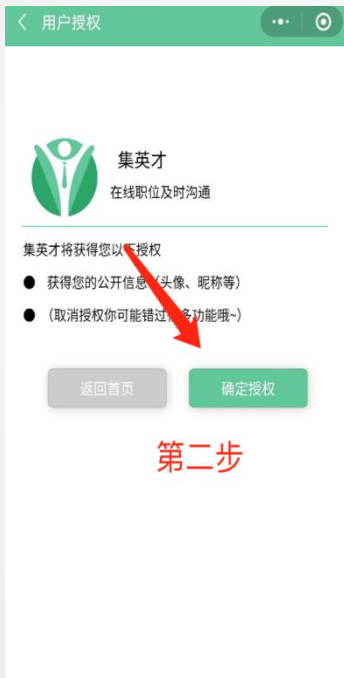 用户授权
集英才
在线职位及时沟通
集英才将获得您以下授权
● 获得您的公开信息（头像、昵称等）
● （取消授权你可能错过很多功能哦~）
返回首页
确定授权
第二步